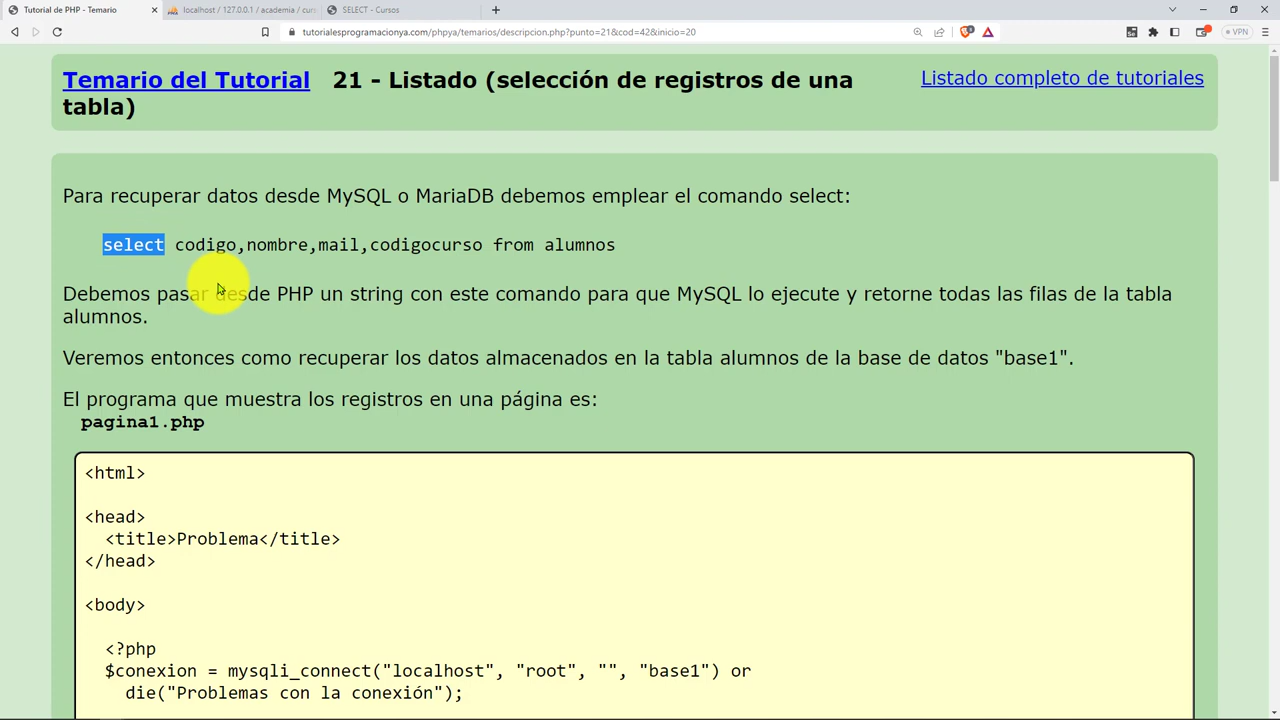 Tutorial de PHP - Temario
localhost / 127.0.0.1 / academia / cur
SELECT - Cursos
tutorialesprogramacionya.com/phpya/temarios/descripcion.php?punto=21&cod=42&inicio=20
VPN
Temario del Tutorial 21 - Listado (selección de registros de una
tabla)
Listado completo de tutoriales
Para recuperar datos desde MySQL o MariaDB debemos emplear el comando select:
select codigo,nombre,mail,codigocurso from alumnos
Debemos pasar desde PHP un string con este comando para que MySQL lo ejecute y retorne todas las filas de la tabla
alumnos.
Veremos entonces como recuperar los datos almacenados en la tabla alumnos de la base de datos "base1".
El programa que muestra los registros en una página es:
pagina1.php
<html>
<head>
<title>Problema</title>
</head>
<body>
<?php
$conexion = mysqli_connect("localhost", "root", "", "base1") or
die("Problemas con la conexión");